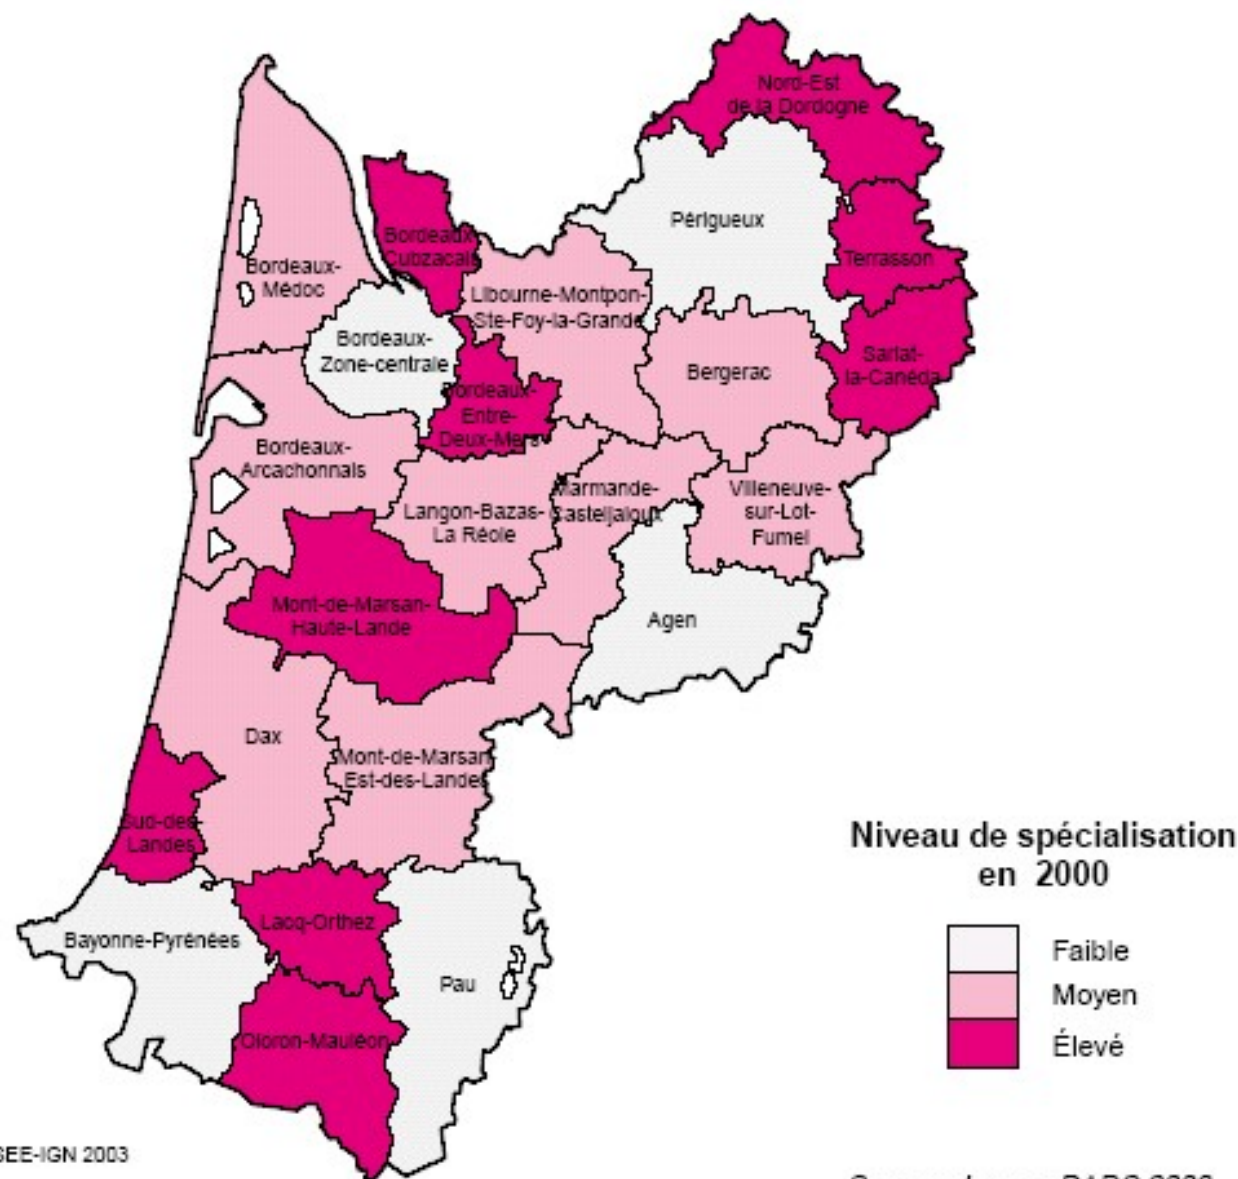 Nord-Est
de la Dordogne
Périgueux
Bordeaux-
Cubzacais
Terrasson
Bordeaux-
Médoc
Libourne-Montpon-
Ste-Foy-la-Grande
Bordeaux-
Zone-centrale
Sarlat-
la-Canéda
Bergerac
Bordeaux-
Entre-
Deux-Mers
Bordeaux-
Arcachonnais
Langon-Bazas-
La Réole
Marmande-
Casteljaloux
Villeneuve-
sur-Lot-
Fumel
Mont-de-Marsan-
Haute-Lande
Agen
Dax
Mont-de-Marsan
Est-des-Landes
Sud-des-
Landes
Lacq-Orthez
Bayonne-Pyrénées
Pau
Oloron-Mauléon
Niveau de spécialisation
en 2000
Faible
Moyen
Élevé
SEE-IGN 2003